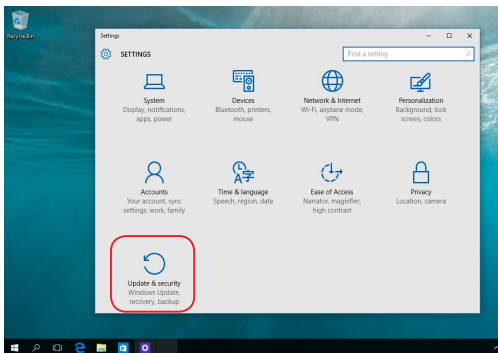 Recycle Bin
Settings
SETTINGS
Find a setting
System
Display, notifications,
apps, power
Devices
Bluetooth, printers,
mouse
Network & Internet
Wi-Fi, airplane mode,
VPN
Personalization
Background, lock
screen, colors
Accounts
Your account, sync
settings, work, family
Time & language
Speech, region, date
Ease of Access
Narrator, magnifier,
high contrast
Privacy
Location, camera
Update & security
Windows Update,
recovery, backup